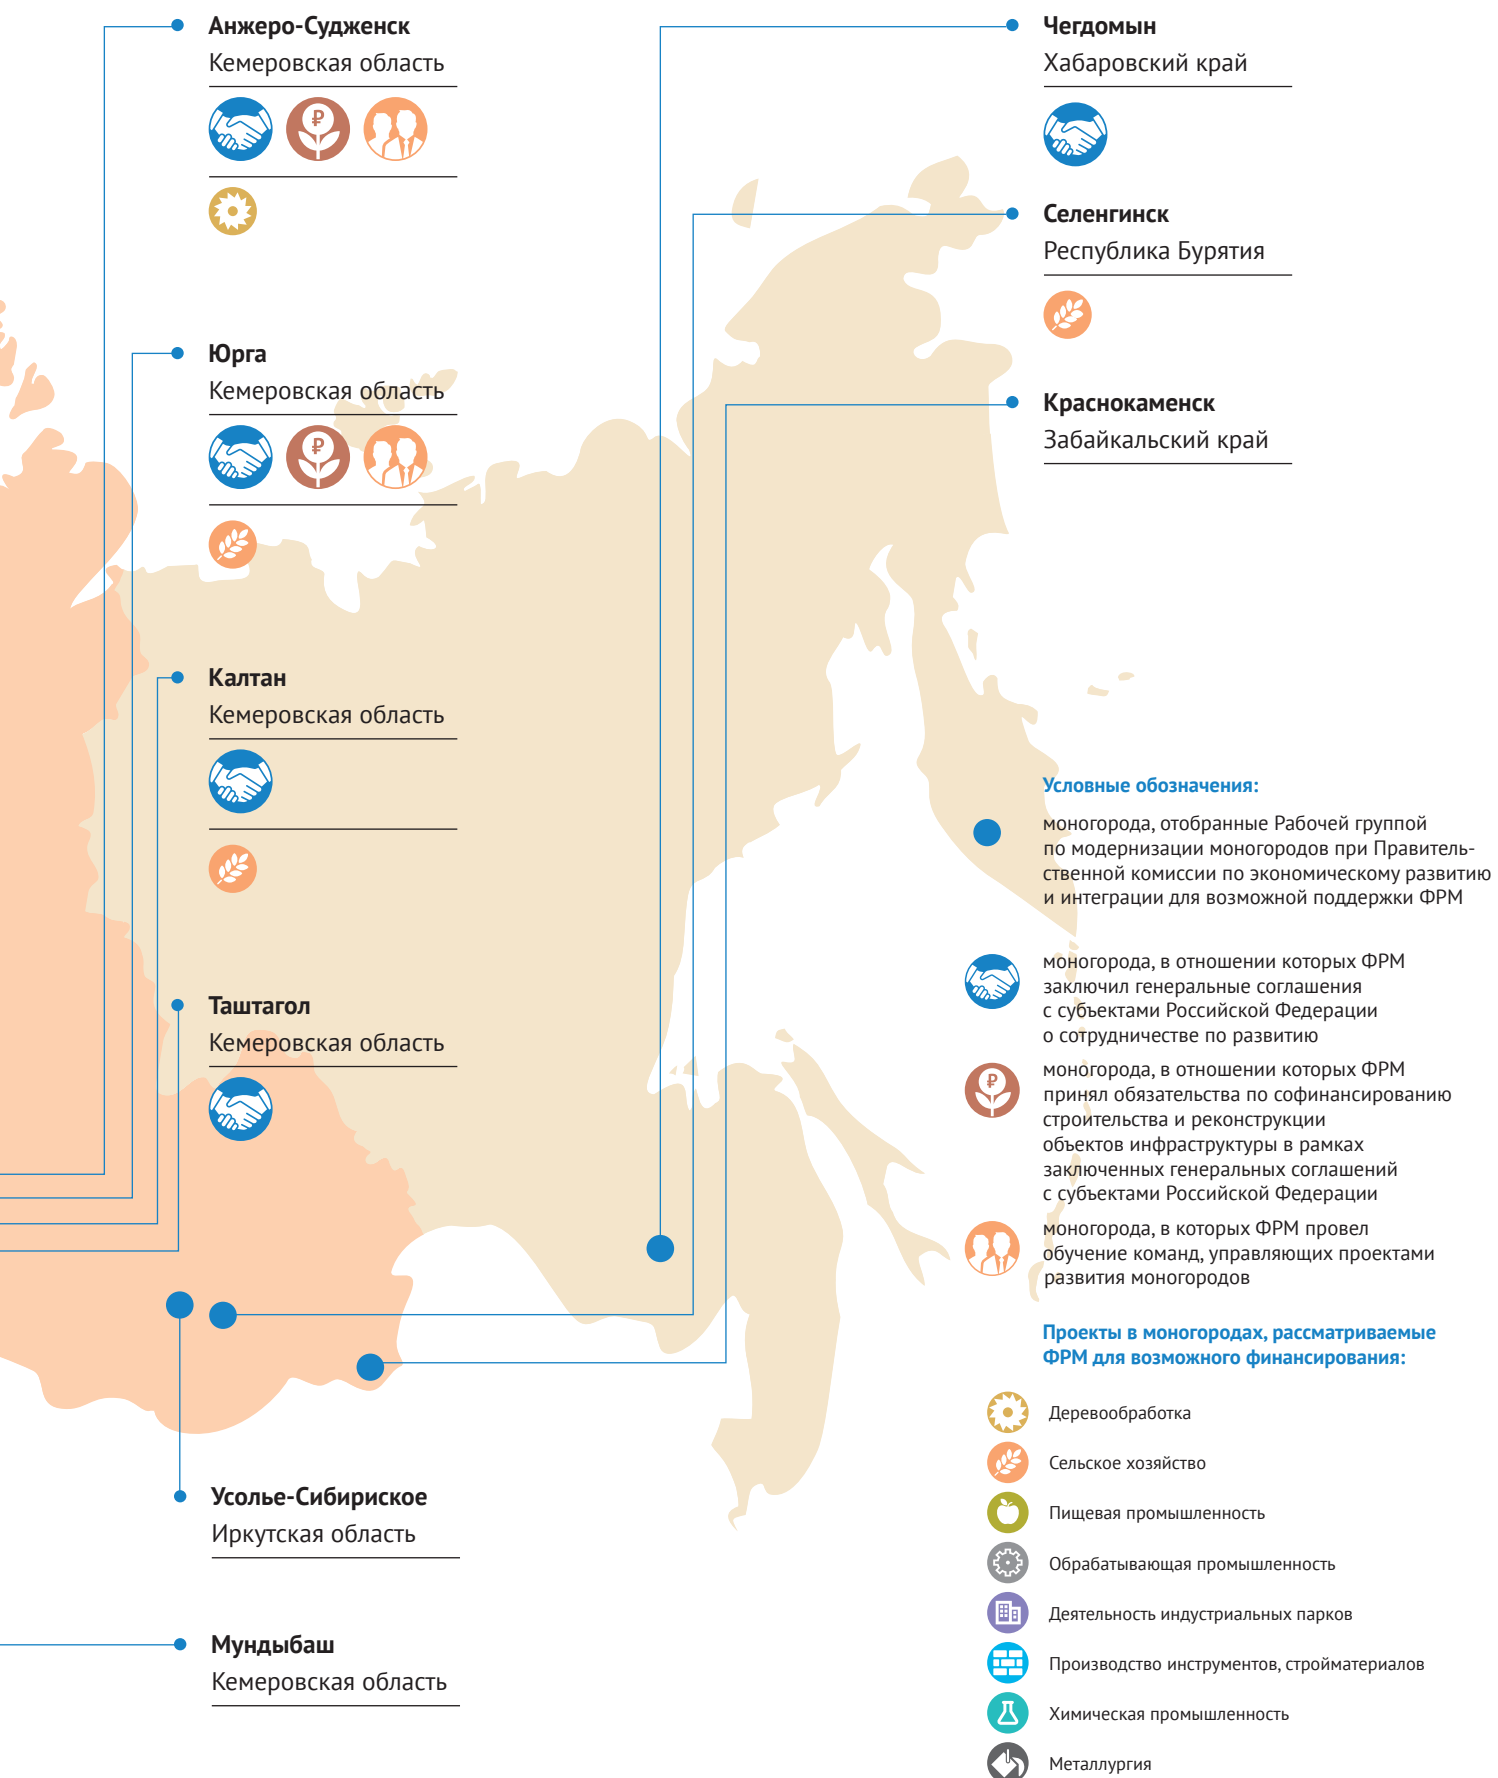 Анжеро-Судженск
Кемеровская область
Юрга
Кемеровская область
Калтан
Кемеровская область
Таштагол
Кемеровская область
Усолье-Сибириское
Иркутская область
Мундыбаш
Кемеровская область
Чегдомын
Хабаровский край
Селенгинск
Республика Бурятия
Краснокаменск
Забайкальский край
Условные обозначения:
моногорода, отобранные Рабочей группой
по модернизации моногородов при Правитель-
ственной комиссии по экономическому развитию
и интеграции для возможной поддержки ФРМ
моногорода, в отношении которых ФРМ
заключил генеральные соглашения
с субъектами Российской Федерации
о сотрудничестве по развитию
моногорода, в отношении которых ФРМ
принял обязательства по софинансированию
строительства и реконструкции
объектов инфраструктуры в рамках
заключенных генеральных соглашений
с субъектами Российской Федерации
моногорода, в которых ФРМ провел
обучение команд, управляющих проектами
развития моногородов
Проекты в моногородах, рассматриваемые
ФРМ для возможного финансирования:
Деревообработка
Сельское хозяйство
Пищевая промышленность
Обрабатывающая промышленность
Деятельность индустриальных парков
Производство инструментов, стройматериалов
Химическая промышленность
Металлургия